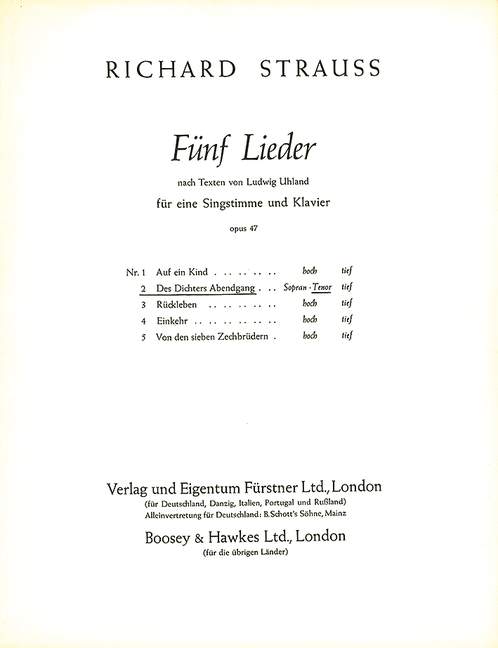 RICHARD STRAUSS
Fünf Lieder
nach Texten von Ludwig Uhland
für eine Singstimme und Klavier
opus 47
Nr. 1 Auf ein Kind . . . . . . . hoch tief
2 Des Dichters Abendgang . . . Sopran - Tenor tief
3 Rückleben . . . . . . . . hoch tief
4 Einkehr . . . . . . . . . hoch tief
5 Von den sieben Zechbrüdern . hoch tief
Verlag und Eigentum Fürstner Ltd., London
(für Deutschland, Danzig, Italien, Portugal und Rußland)
Alleinvertretung für Deutschland: B. Schott's Söhne, Mainz
Boosey & Hawkes Ltd., London
(für die übrigen Länder)